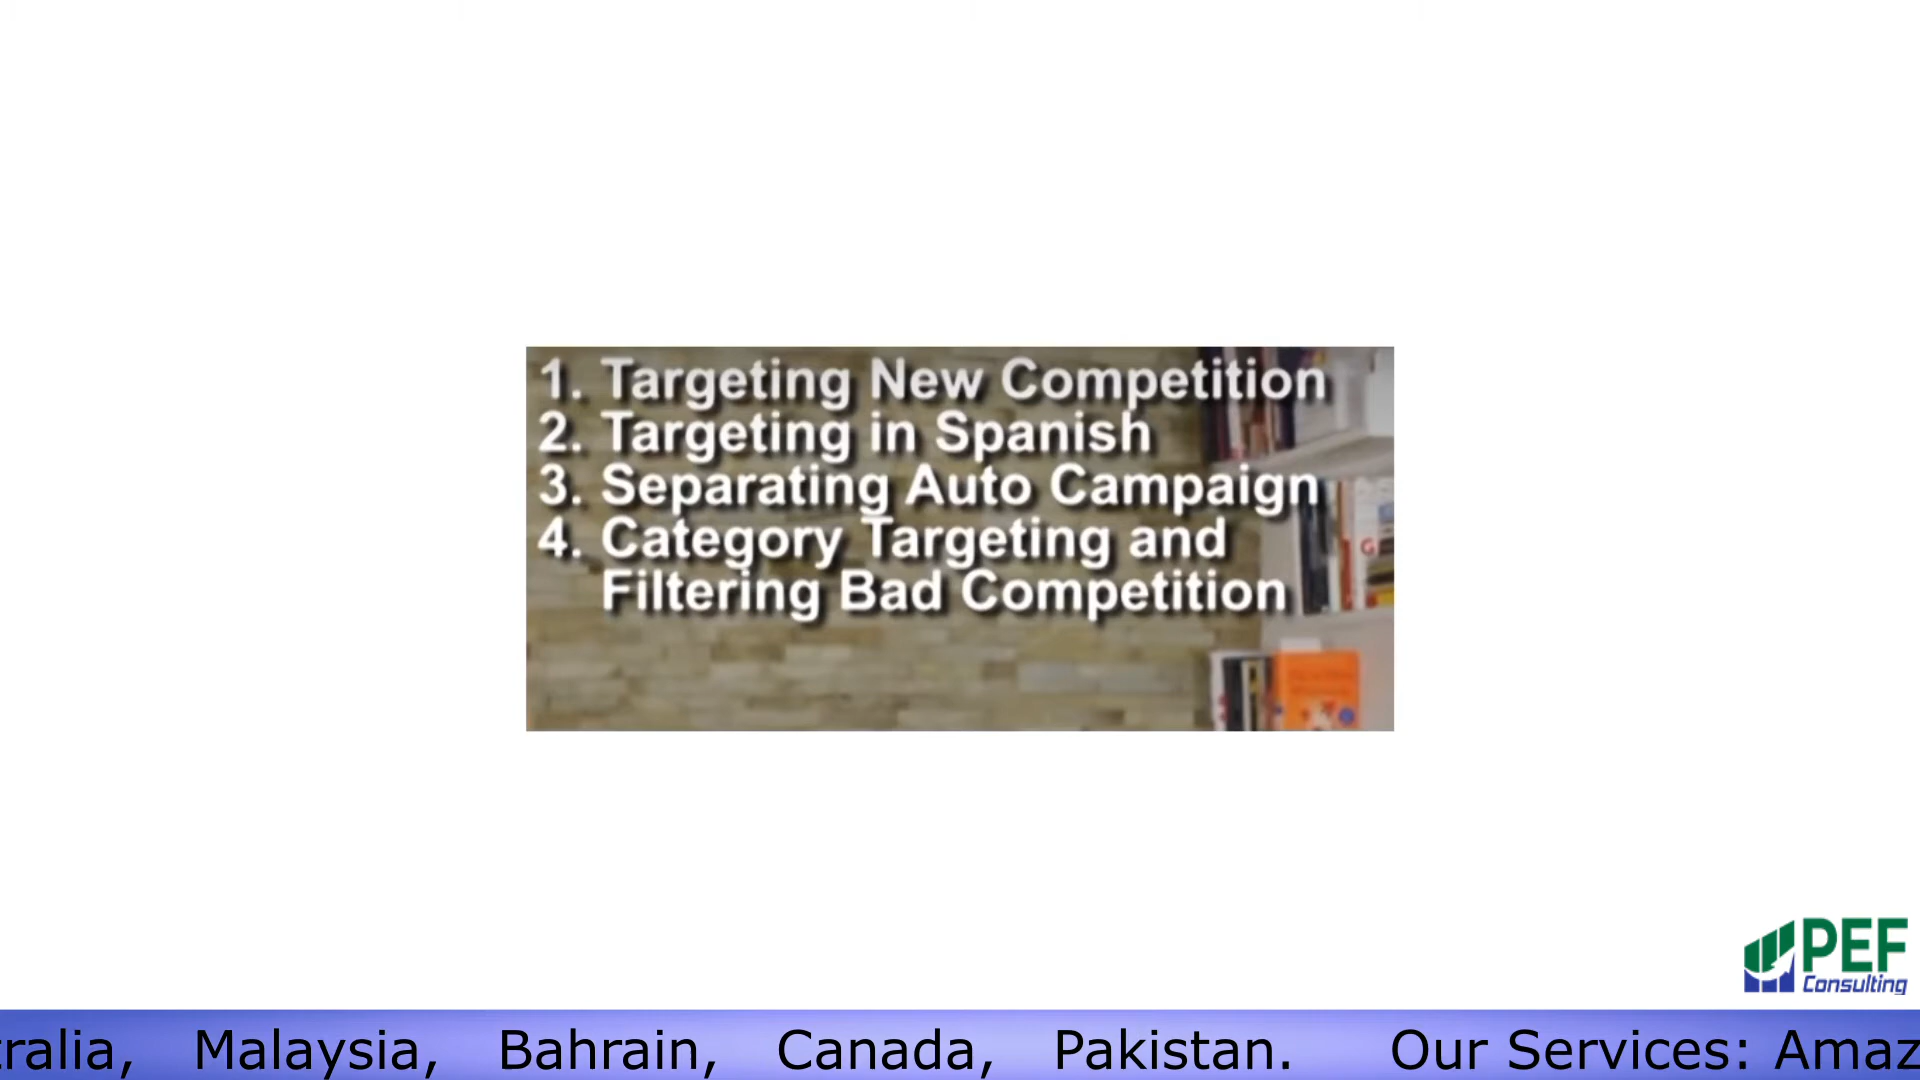 1. Targeting New Competition
2. Targeting in Spanish
3. Separating Auto Campaign
4. Category Targeting and
Filtering Bad Competition
PEF
Consulting
ralia, Malaysia, Bahrain, Canada, Pakistan. Our Services: Amaz